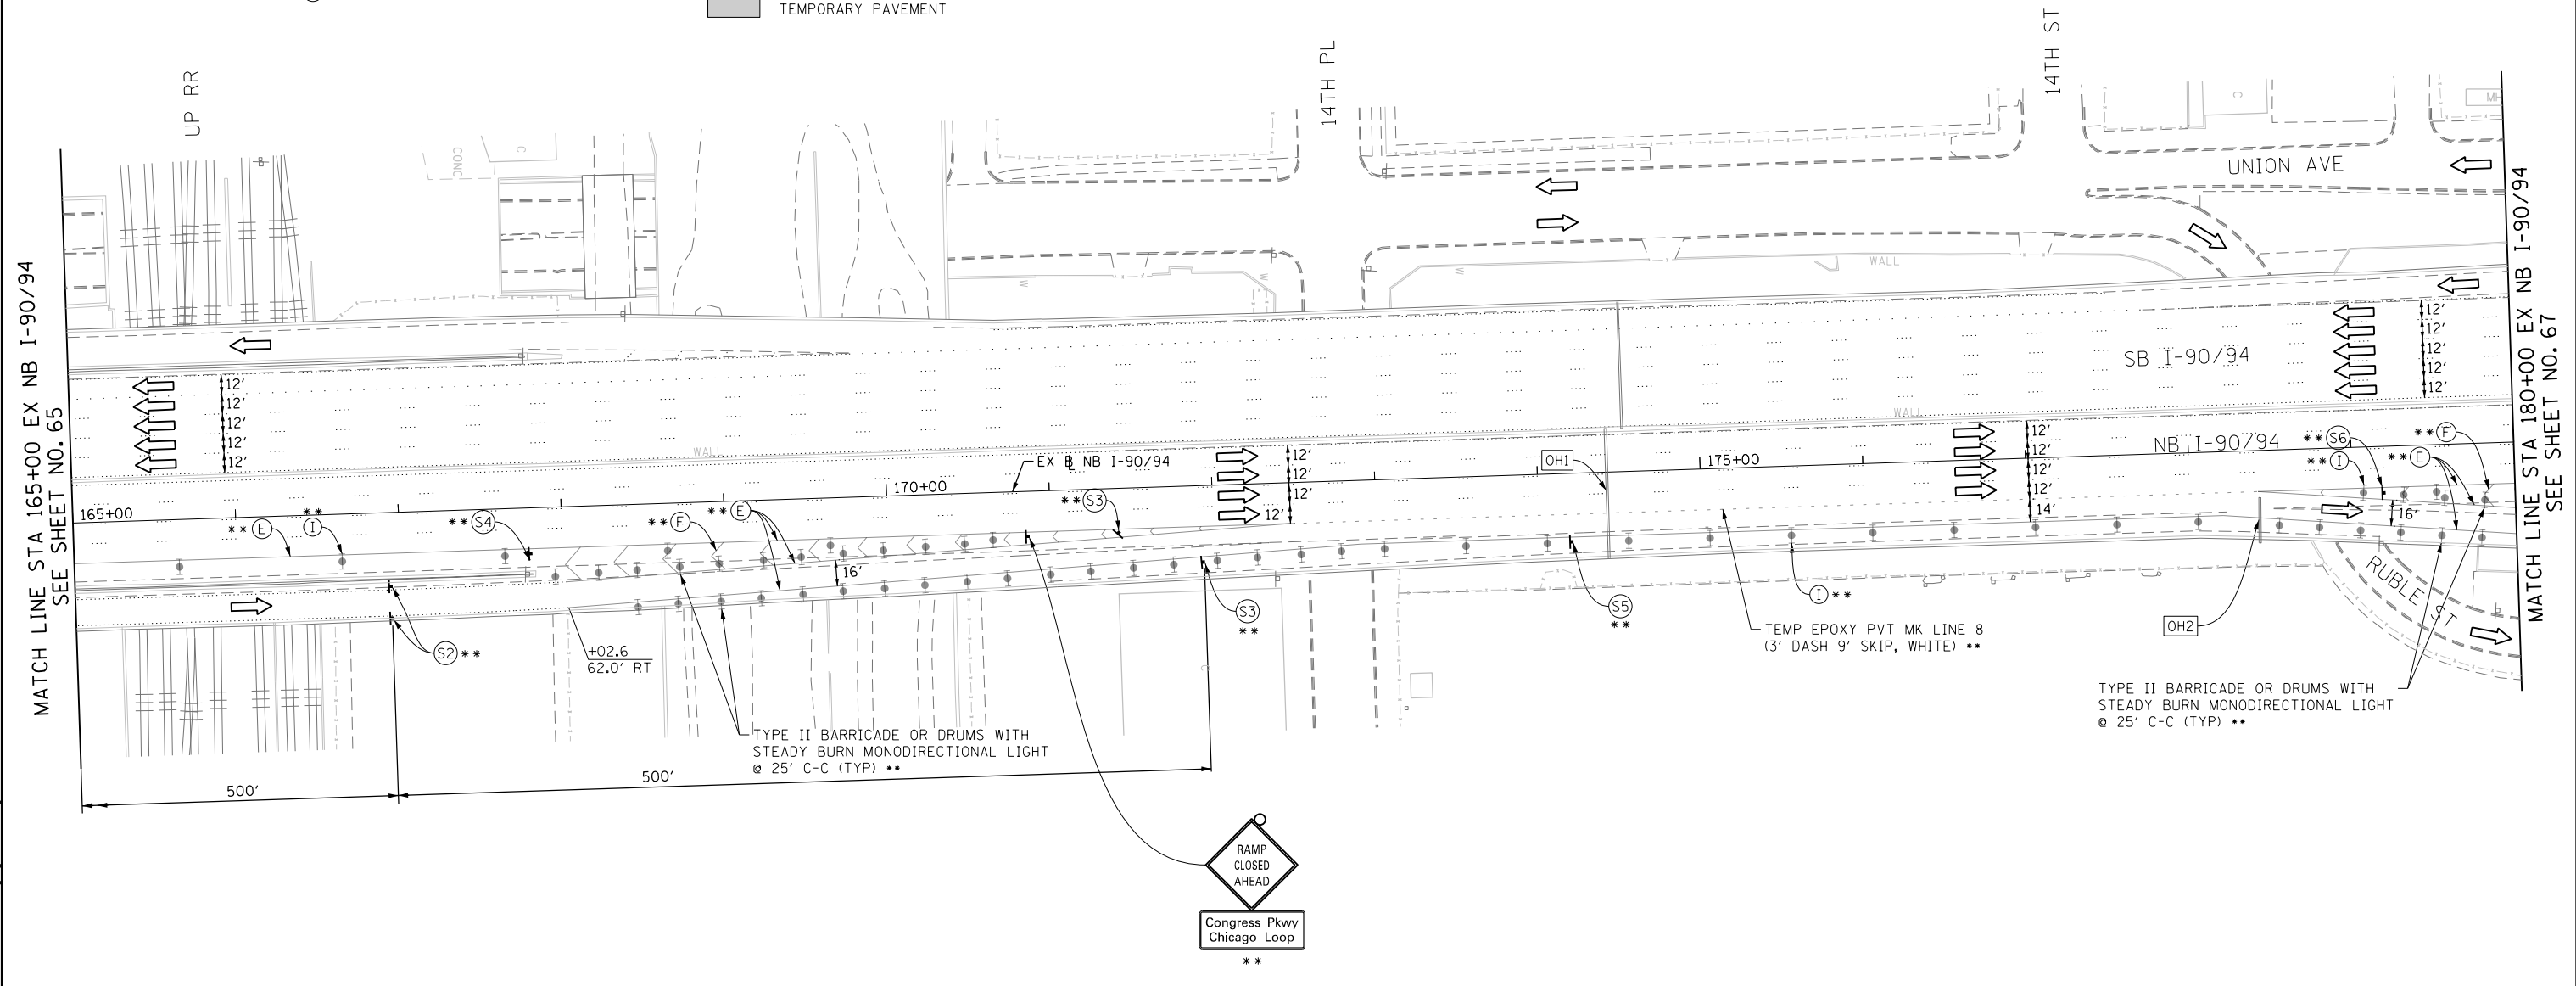 TEMPORARY PAVEMENT
UP RR
14TH PL
14TH ST
CONC
C
C
MH
UNION AVE
W
W
W
WALL
MATCH LINE STA 165+00 EX NB I-90/94
SEE SHEET NO. 65
MATCH LINE STA 180+00 EX NB I-90/94
SEE SHEET NO. 67
12'
12'
12'
12'
12'
SB I-90/94
12'
12'
12'
12'
12'
WALL
WALL
EX B NB I-90/94
NB I-90/94
165+00
170+00
175+00
12'
12'
12'
12'
12'
12'
12'
12'
14'
OH1
** E
**
I
** S4
** F
** E
** S3
** S6
** I
** F
** E
16'
16'
S2 **
+02.6
62.0' RT
S3
**
S5
**
I **
OH2
RUBLE ST
TEMP EPOXY PVT MK LINE 8
(3' DASH 9' SKIP, WHITE) **
TYPE II BARRICADE OR DRUMS WITH
STEADY BURN MONODIRECTIONAL LIGHT
@ 25' C-C (TYP) **
TYPE II BARRICADE OR DRUMS WITH
STEADY BURN MONODIRECTIONAL LIGHT
@ 25' C-C (TYP) **
500'
500'
RAMP
CLOSED
AHEAD
Congress Pkwy
Chicago Loop
**